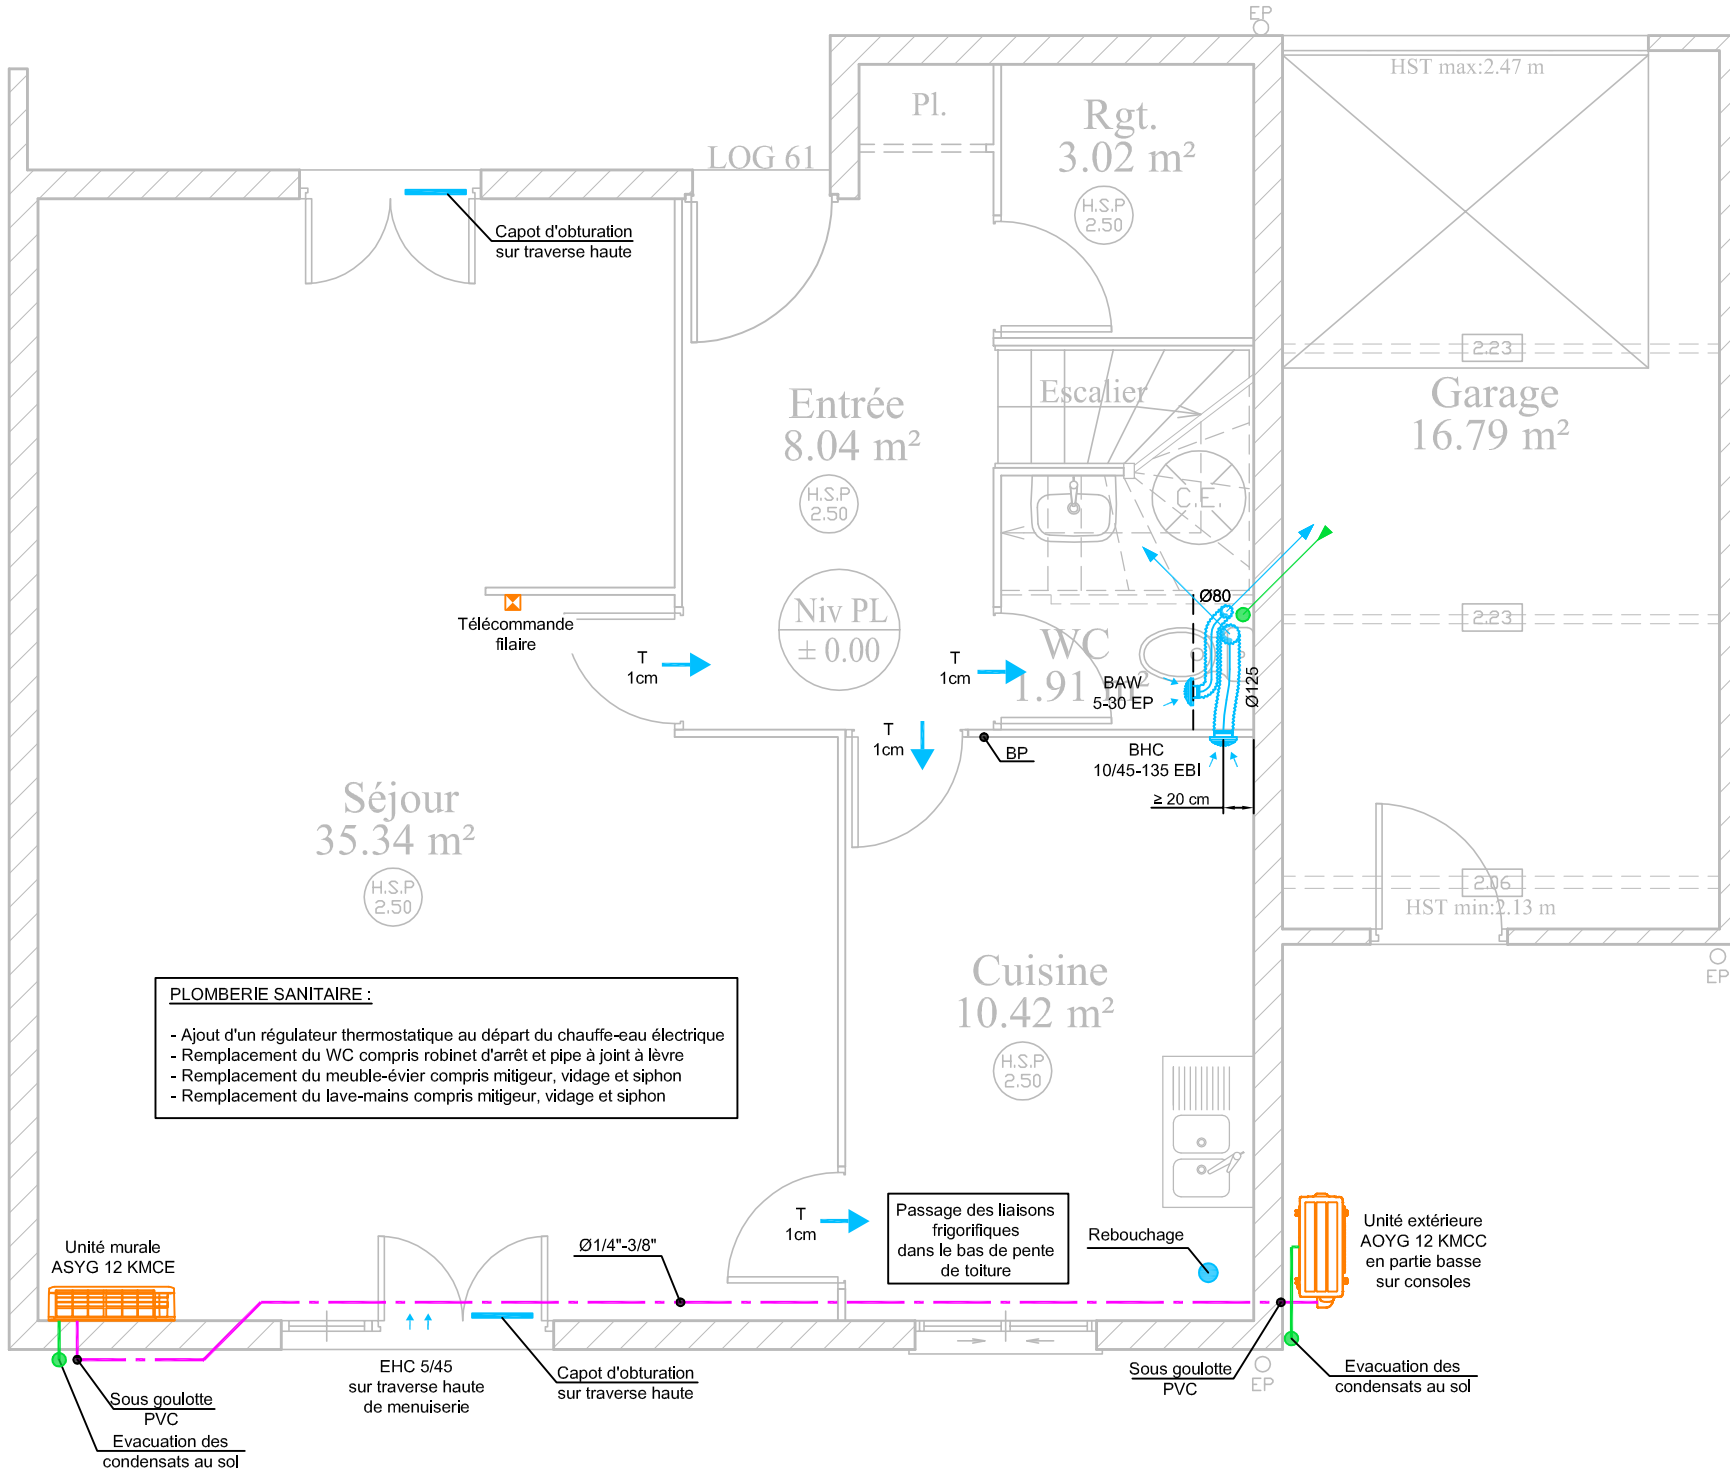 EP
HST max:2.47 m
Pl.
Rgt.
3.02 m²
LOG 61
H.S.P
2.50
Capot d'obturation
sur traverse haute
2.23
Escalier
Entrée
8.04 m²
Garage
16.79 m²
H.S.P
2.50
C.E.
Niv PL
± 0.00
Télécommande
filaire
Ø80
2.23
T
1cm
T
1cm
WC
1.91 m²
BAW
5-30 EP
Ø125
T
1cm
BP
BHC
10/45-135 EBI
≥ 20 cm
Séjour
35.34 m²
H.S.P
2.50
2.06
HST min:2.13 m
EP
Cuisine
10.42 m²
H.S.P
2.50
PLOMBERIE SANITAIRE :
- Ajout d'un régulateur thermostatique au départ du chauffe-eau électrique
- Remplacement du WC compris robinet d'arrêt et pipe à joint à lèvre
- Remplacement du meuble-évier compris mitigeur, vidage et siphon
- Remplacement du lave-mains compris mitigeur, vidage et siphon
T
1cm
Passage des liaisons
frigorifiques
dans le bas de pente
de toiture
Rebouchage
Unité extérieure
AOYG 12 KMCC
en partie basse
sur consoles
Unité murale
ASYG 12 KMCE
Ø1/4"-3/8"
EHC 5/45
sur traverse haute
de menuiserie
Capot d'obturation
sur traverse haute
Sous goulotte
PVC
EP
Evacuation des
condensats au sol
Sous goulotte
PVC
Evacuation des
condensats au sol